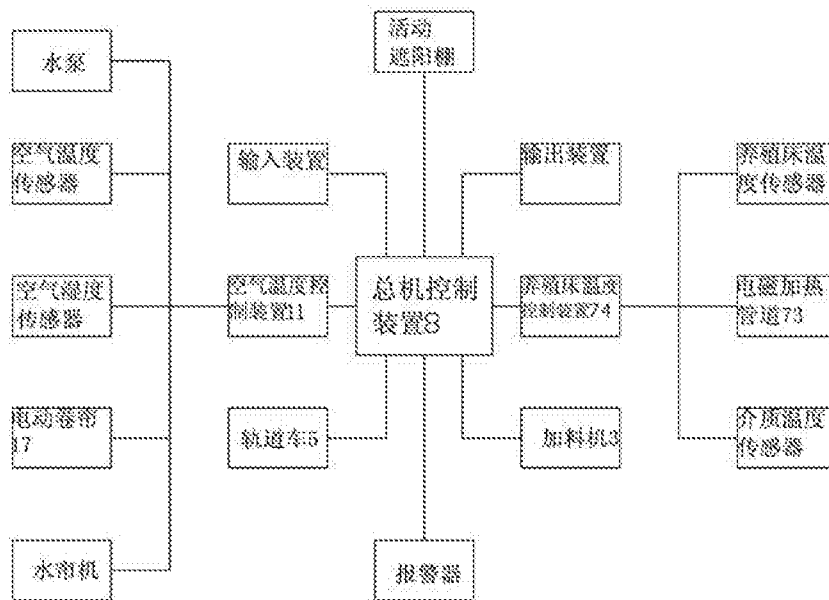 活动
遮阳棚
水泵
空气温度
传感器
输入装置
输出装置
养殖床温
度传感器
空气湿度
传感器
空气温度控
制装置11
总机控制
装置8
养殖床温度
控制装置74
电磁加热
管道73
电动卷帘
17
轨道车5
加料机3
介质温度
传感器
水帘机
报警器